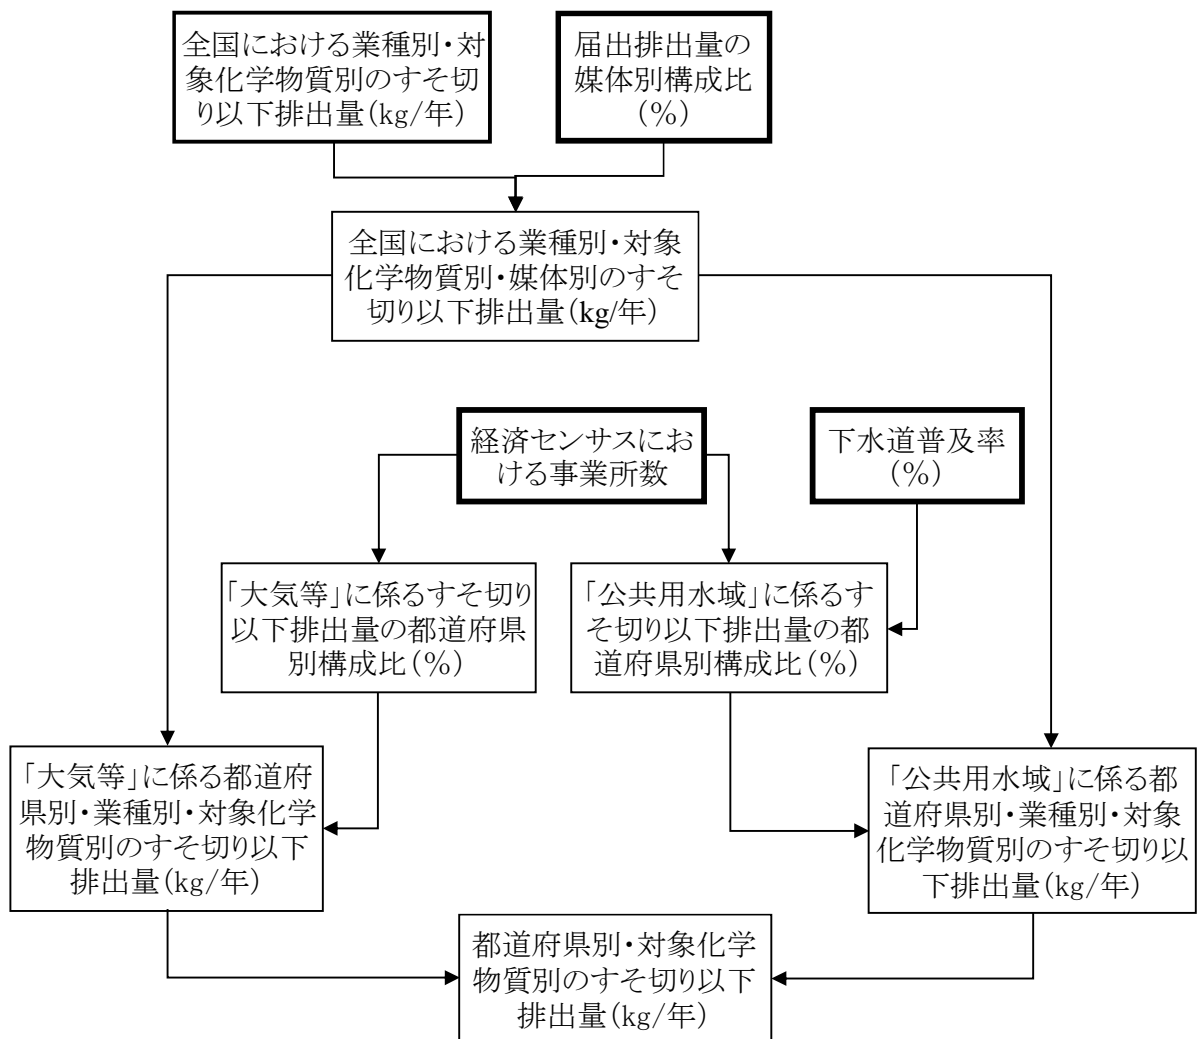 全国における業種別・対
象化学物質別のすそ切
り以下排出量(kg/年)
届出排出量の
媒体別構成比
(%)
全国における業種別・対象
化学物質別・媒体別のすそ
切り以下排出量(kg/年)
経済センサスにお
ける事業所数
下水道普及率
(%)
「大気等」に係るすそ切り
以下排出量の都道府県
別構成比(%)
「公共用水域」に係るす
そ切り以下排出量の都
道府県別構成比(%)
「大気等」に係る都道府
県別・業種別・対象化学
物質別のすそ切り以下
排出量(kg/年)
「公共用水域」に係る都
道府県別・業種別・対象
化学物質別のすそ切り以
下排出量(kg/年)
都道府県別・対象化学
物質別のすそ切り以下
排出量(kg/年)